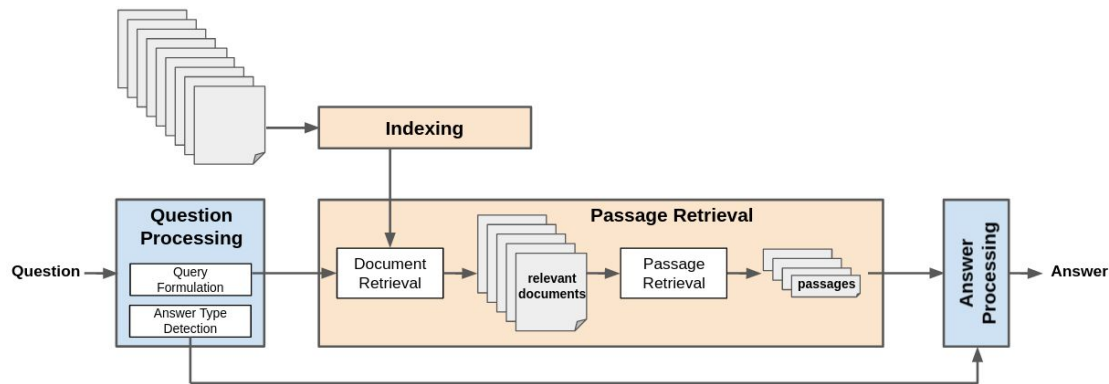 Indexing
Question
Processing
Passage Retrieval
Question
Query
Formulation
Answer Type
Detection
Document
Retrieval
relevant
documents
Passage
Retrieval
passages
Answer
Processing
Answer